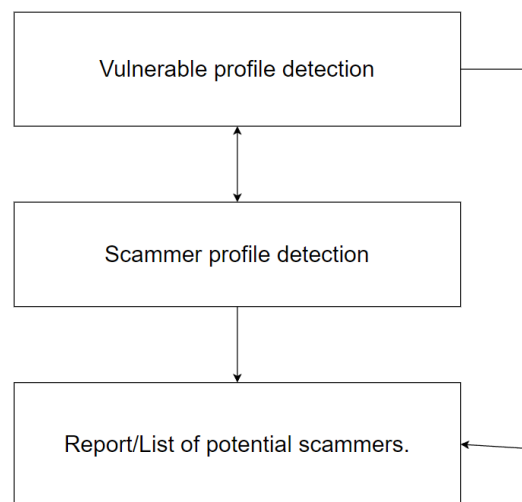 Vulnerable profile detection
Scammer profile detection
Report/List of potential scammers.